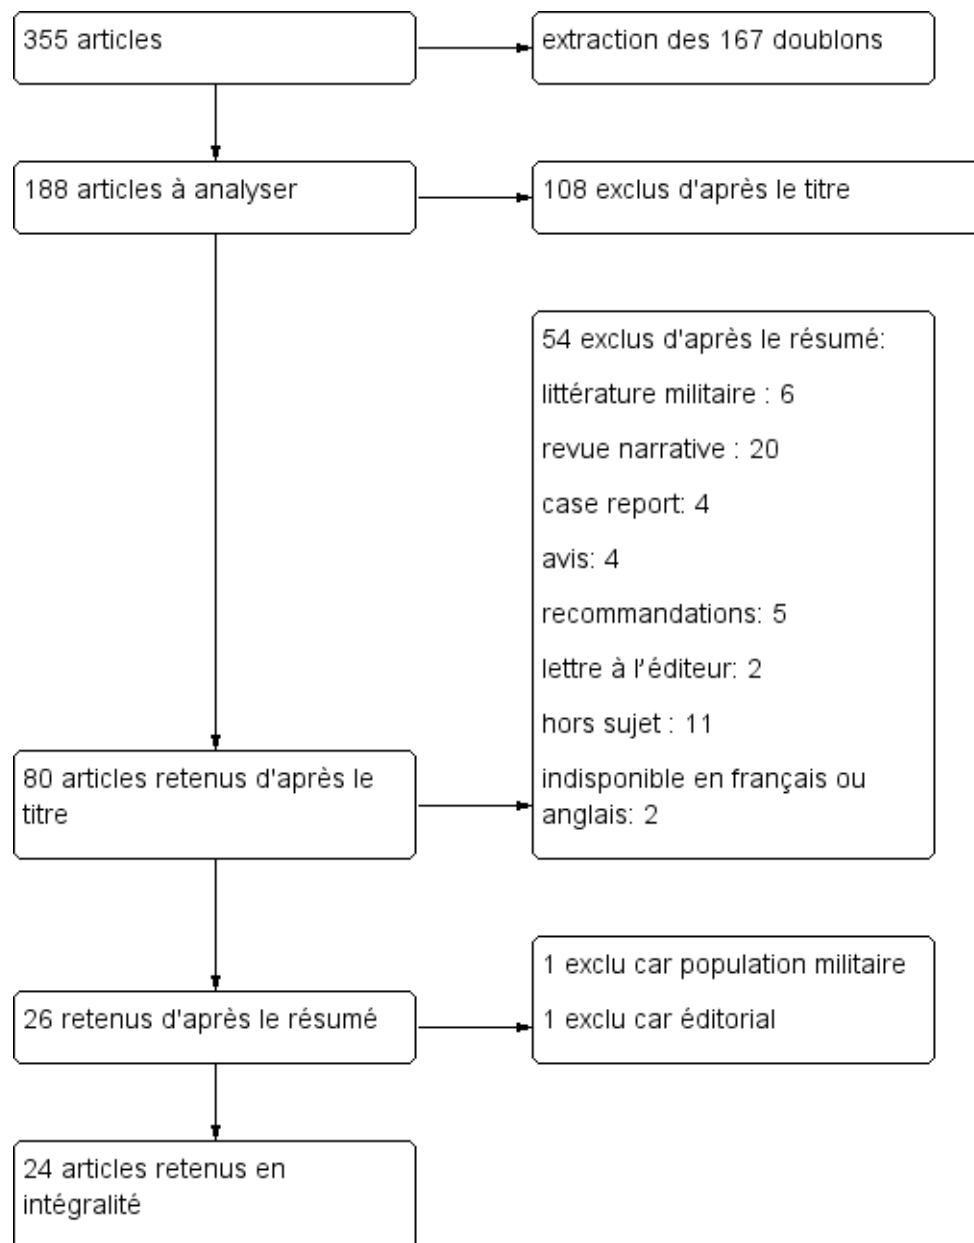 355 articles
extraction des 167 doublons
188 articles à analyser
108 exclus d'après le titre
54 exclus d'après le résumé:
littérature militaire : 6
revue narrative : 20
case report: 4
avis: 4
recommandations: 5
lettre à l'éditeur: 2
hors sujet : 11
indisponible en français ou
anglais: 2
80 articles retenus d'après le
titre
1 exclu car population militaire
1 exclu car éditorial
26 retenus d'après le résumé
24 articles retenus en
intégralité